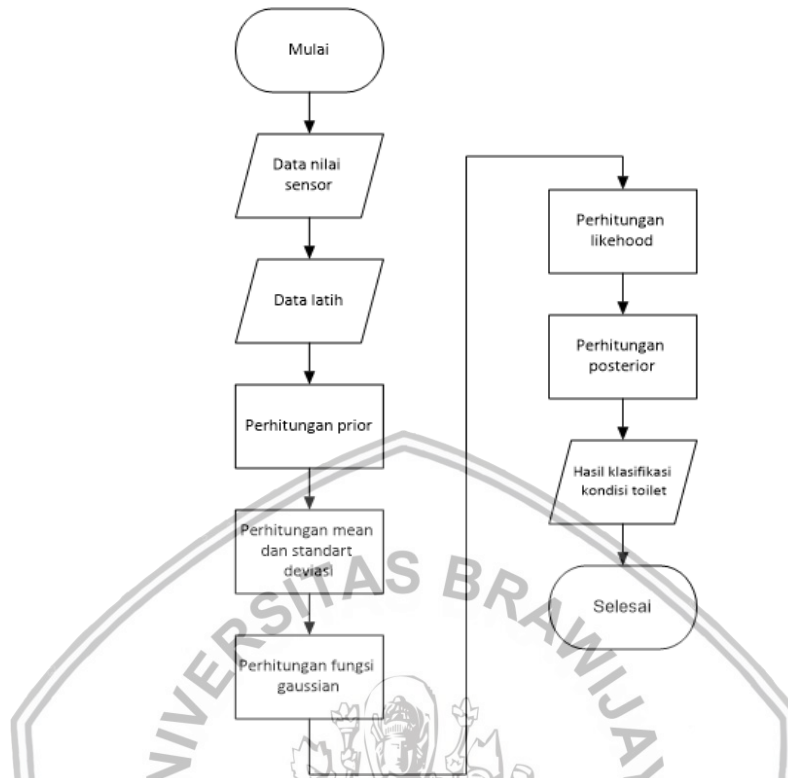 Mulai
Data nilai
sensor
Data latih
Perhitungan prior
Perhitungan mean
dan standart
deviasi
Perhitungan fungsi
gaussian
Perhitungan
likehood
Perhitungan
posterior
Hasil klasifikasi
kondisi toilet
Selesai
UNIVERSITAS BRAWIJAYA